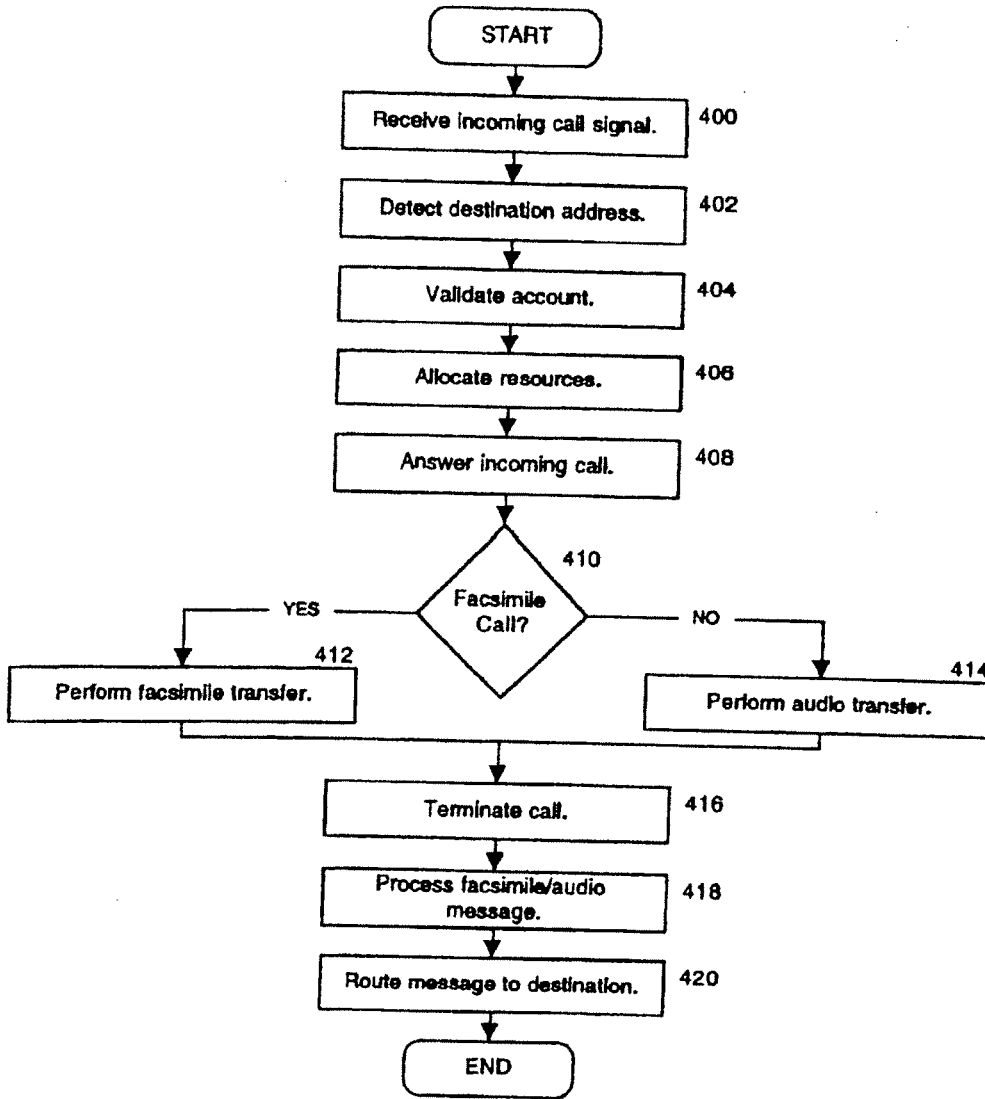 START
Receive incoming call signal.
400
Detect destination address.
402
Validate account.
404
Allocate resources.
406
Answer incoming call.
408
410
Facsimile
Call?
YES
NO
412
Perform facsimile transfer.
414
Perform audio transfer.
Terminate call.
416
Process facsimile/audio
message.
418
Route message to destination.
420
END